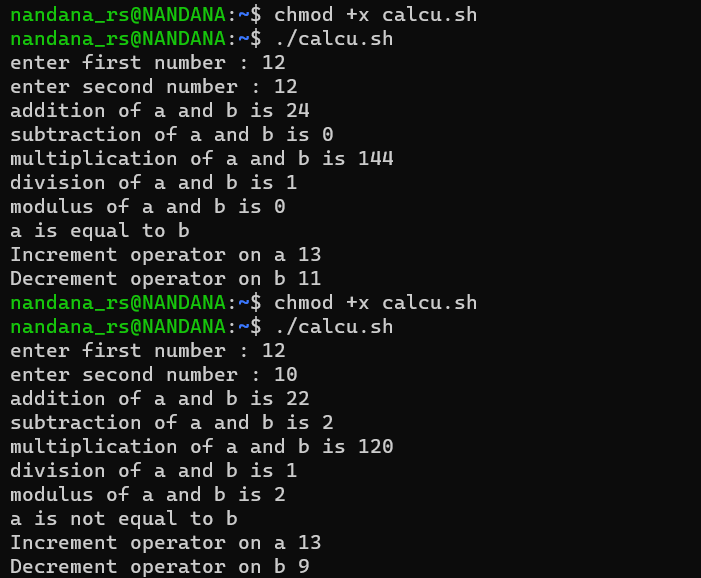 nandana_rs@NANDANA:~$ chmod +x calcu.sh
nandana_rs@NANDANA:~$ ./calcu.sh
enter first number : 12
enter second number : 12
addition of a and b is 24
subtraction of a and b is 0
multiplication of a and b is 144
division of a and b is 1
modulus of a and b is 0
a is equal to b
Increment operator on a 13
Decrement operator on b 11
nandana_rs@NANDANA:~$ chmod +x calcu.sh
nandana_rs@NANDANA:~$ ./calcu.sh
enter first number : 12
enter second number : 10
addition of a and b is 22
subtraction of a and b is 2
multiplication of a and b is 120
division of a and b is 1
modulus of a and b is 2
a is not equal to b
Increment operator on a 13
Decrement operator on b 9